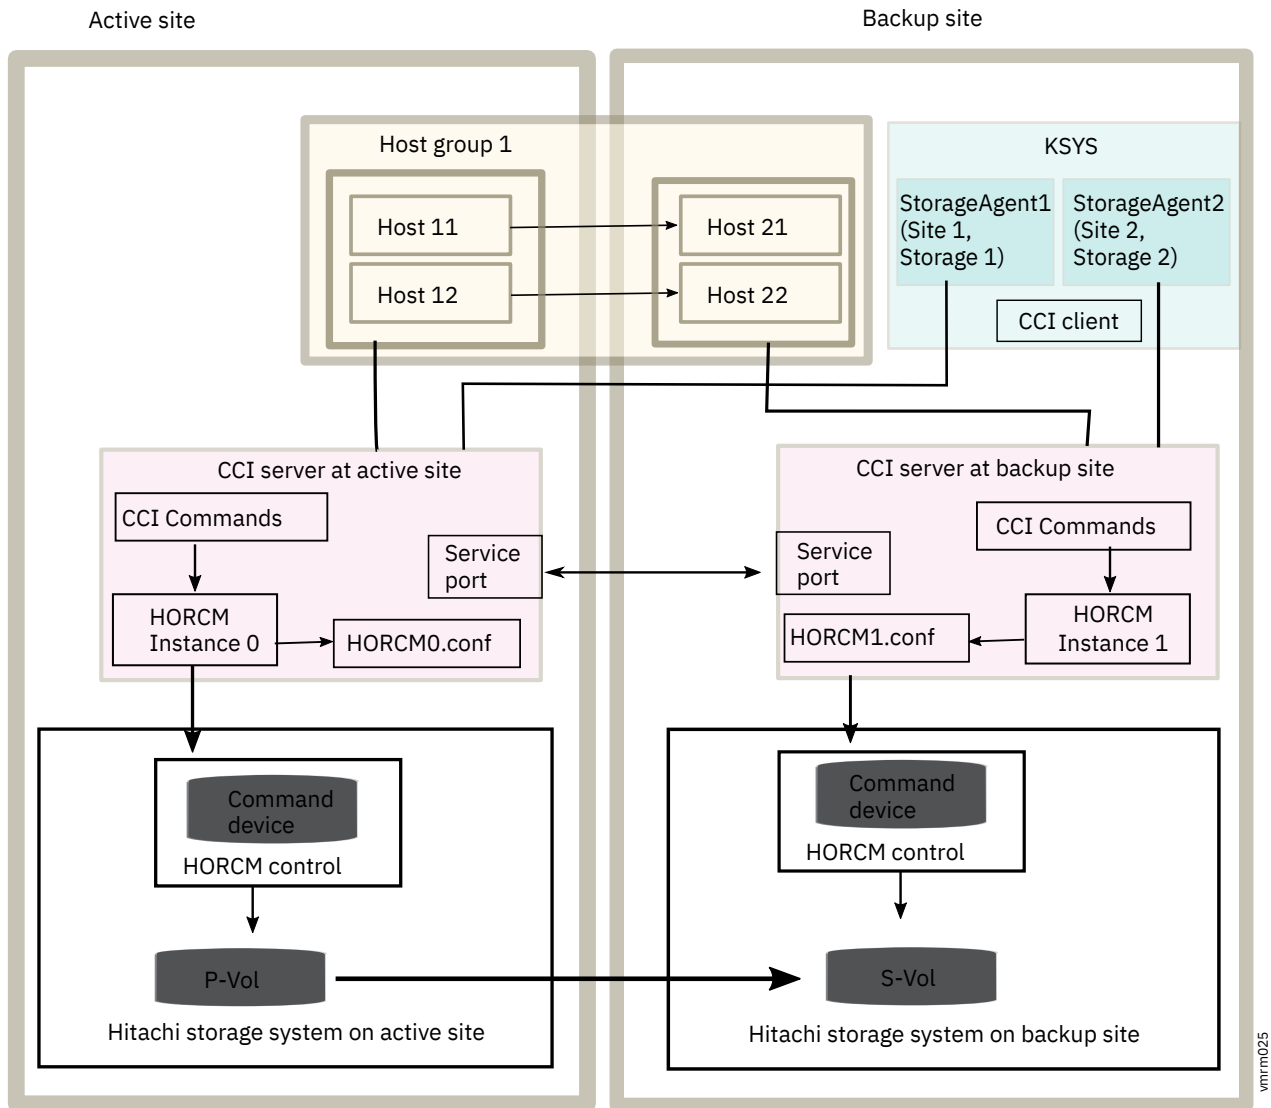 Active site
Backup site
Host group 1
Host 11
Host 12
Host 21
Host 22
KSYS
StorageAgent1
(Site 1,
Storage 1)
StorageAgent2
(Site 2,
Storage 2)
CCI client
CCI server at active site
CCI Commands
Service
port
HORCM
Instance 0
HORCM0.conf
CCI server at backup site
CCI Commands
Service
port
HORCM1.conf
HORCM
Instance 1
Command
device
HORCM control
P-Vol
Hitachi storage system on active site
Command
device
HORCM control
S-Vol
Hitachi storage system on backup site
vmrm025